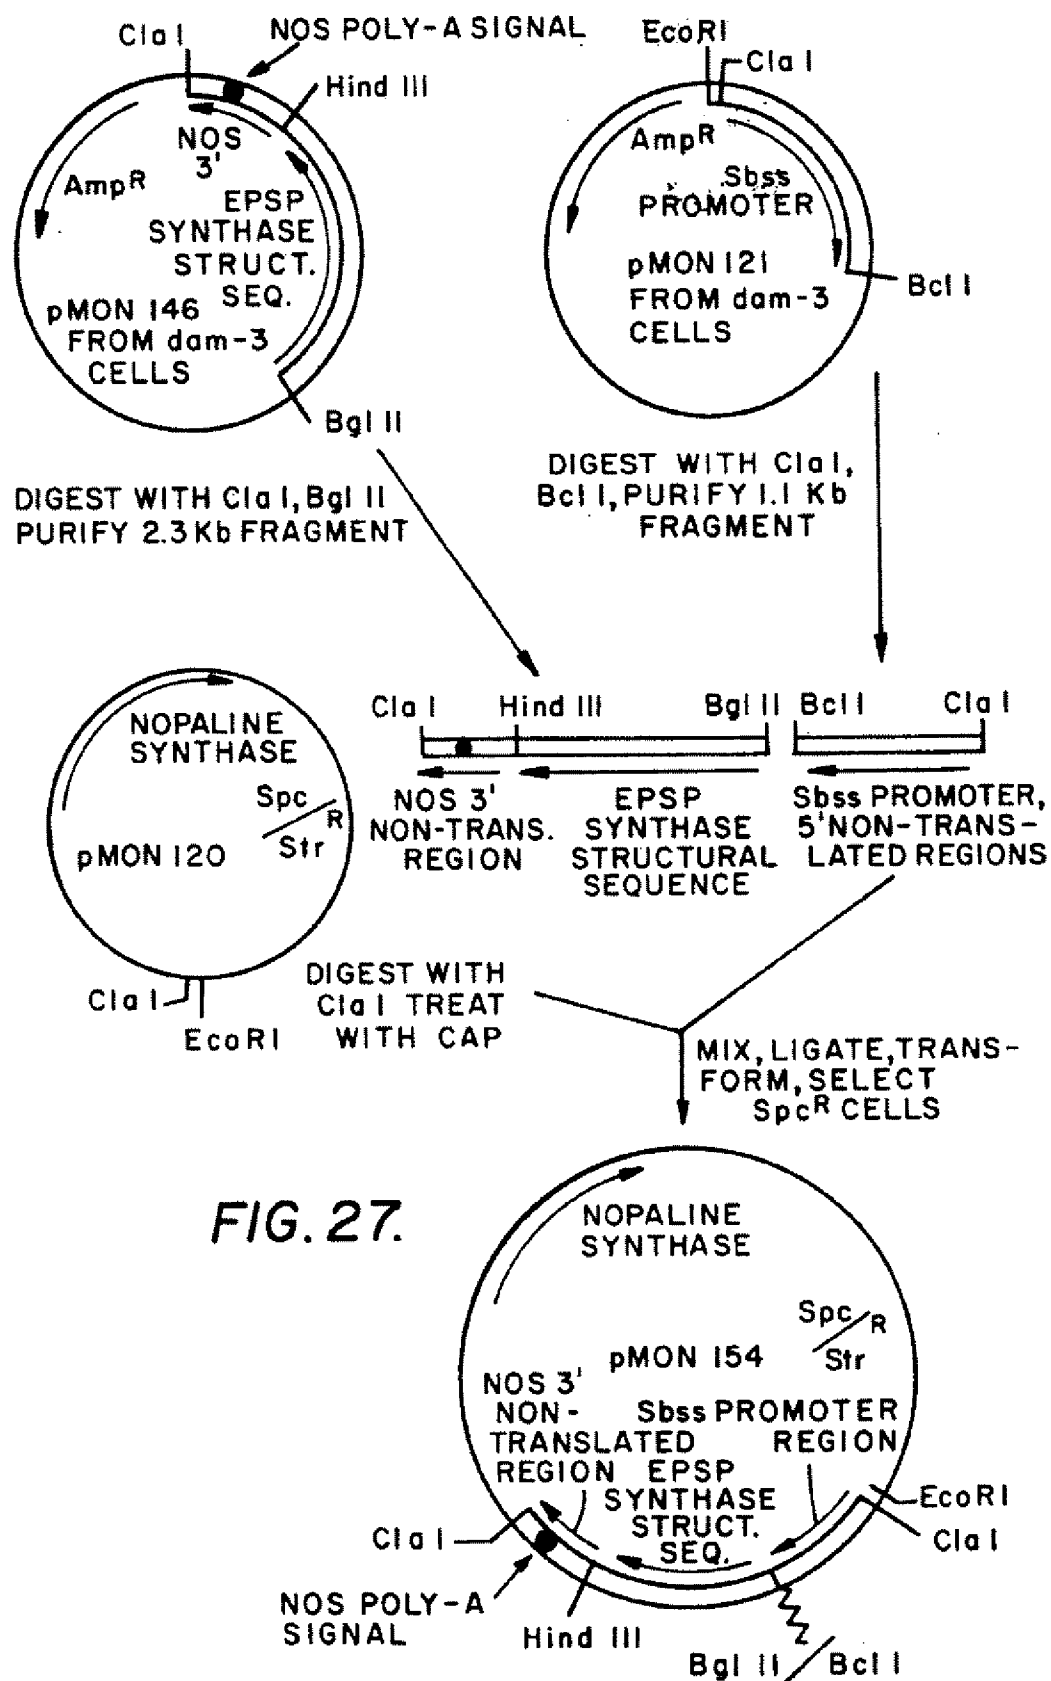 Cla I
NOS POLY-A SIGNAL
Hind III
NOS
3'
AmpR
EPSP
SYNTHASE
STRUCT.
SEQ.
pMON 146
FROM dam-3
CELLS
Bgl II
EcoRI
Cla I
AmpR
Sbss
PROMOTER
pMON 121
FROM dam-3
CELLS
Bcl I
DIGEST WITH Cla I, Bgl II
PURIFY 2.3 Kb FRAGMENT
DIGEST WITH Cla I,
Bcl I, PURIFY 1.1 Kb
FRAGMENT
NOPALINE
SYNTHASE
Spc/Str R
pMON 120
Cla I
EcoRI
Cla I Hind III Bgl II Bcl I Cla I
NOS 3'
NON-TRANS.
REGION
EPSP
SYNTHASE
STRUCTURAL
SEQUENCE
Sbss PROMOTER,
5' NON-TRANS-
LATED REGIONS
DIGEST WITH
Cla I TREAT
WITH CAP
MIX, LIGATE, TRANS-
FORM, SELECT
SpcR CELLS
FIG. 27.
NOPALINE
SYNTHASE
Spc/Str R
pMON 154
NOS 3'
NON-
TRANSLATED
REGION
Sbss PROMOTER
REGION
EPSP
SYNTHASE
STRUCT.
SEQ.
EcoRI
Cla I
Cla I
NOS POLY-A
SIGNAL
Hind III
Bgl II/Bcl I